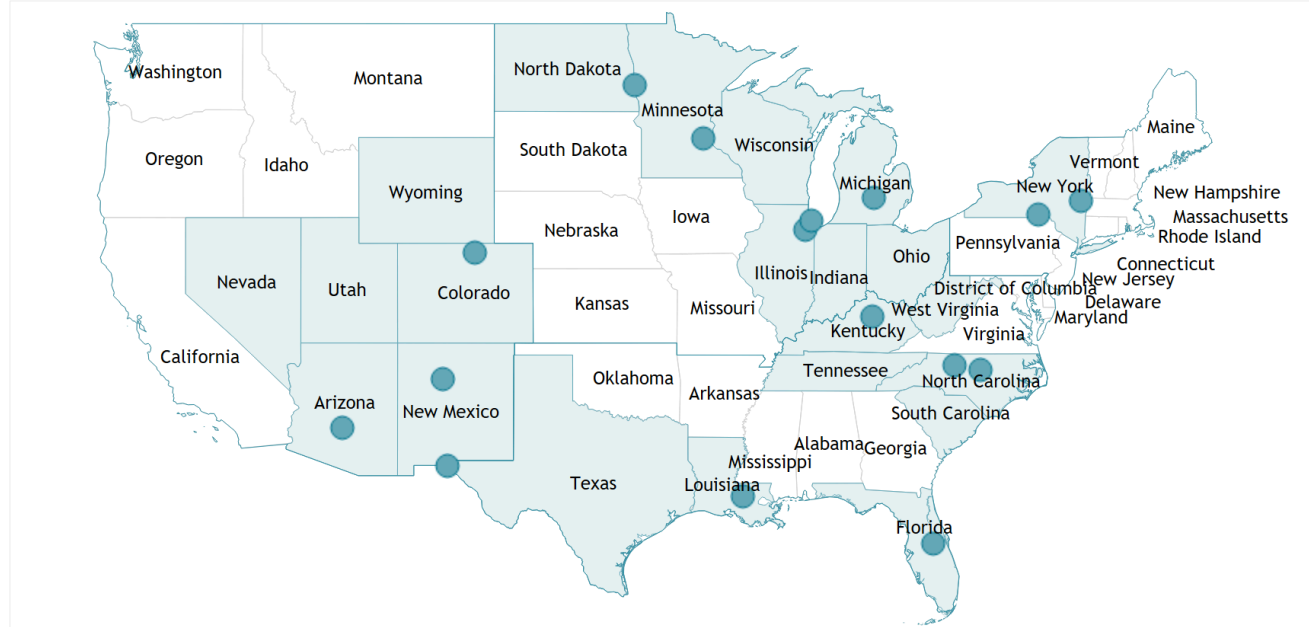 Washington
Montana
North Dakota
Minnesota
Maine
Oregon
Idaho
South Dakota
Wisconsin
Vermont
Wyoming
Michigan
New York
New Hampshire
Iowa
Massachusetts
Nebraska
Rhode Island
Pennsylvania
Ohio
Connecticut
Nevada
Utah
Colorado
Illinois
Indiana
New Jersey
District of Columbia
Kansas
Missouri
West Virginia
Delaware
Maryland
Kentucky
Virginia
California
Tennessee
Oklahoma
North Carolina
Arkansas
Arizona
New Mexico
South Carolina
Alabama
Georgia
Mississippi
Texas
Louisiana
Florida